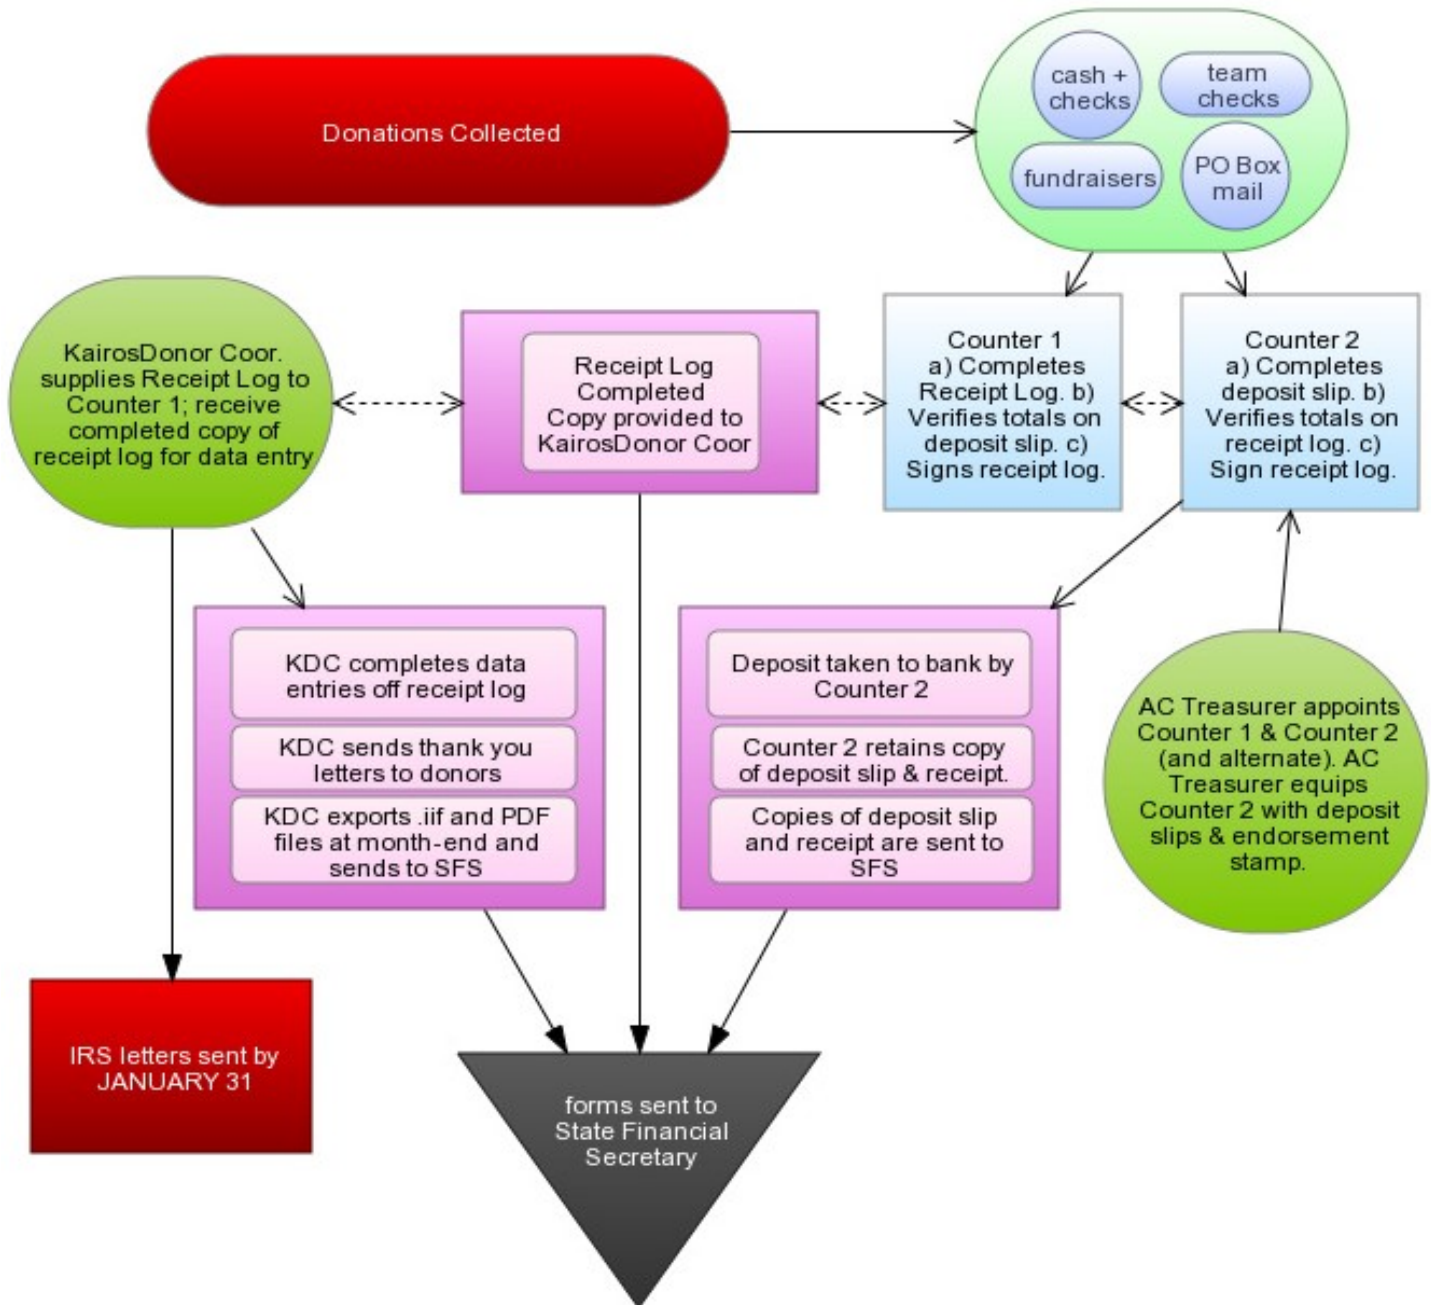 Donations Collected
cash +
checks
team
checks
fundraisers
PO Box
mail
KairosDonor Coor.
supplies Receipt Log to
Counter 1; receive
completed copy of
receipt log for data entry
Receipt Log
Completed
Copy provided to
KairosDonor Coor
Counter 1
a) Completes
Receipt Log. b)
Verifies totals on
deposit slip. c)
Signs receipt log.
Counter 2
a) Completes
deposit slip. b)
Verifies totals on
receipt log. c)
Sign receipt log.
KDC completes data
entries off receipt log
KDC sends thank you
letters to donors
KDC exports .iif and PDF
files at month-end and
sends to SFS
Deposit taken to bank by
Counter 2
Counter 2 retains copy
of deposit slip & receipt.
Copies of deposit slip
and receipt are sent to
SFS
AC Treasurer appoints
Counter 1 & Counter 2
(and alternate). AC
Treasurer equips
Counter 2 with deposit
slips & endorsement
stamp.
IRS letters sent by
JANUARY 31
forms sent to
State Financial
Secretary